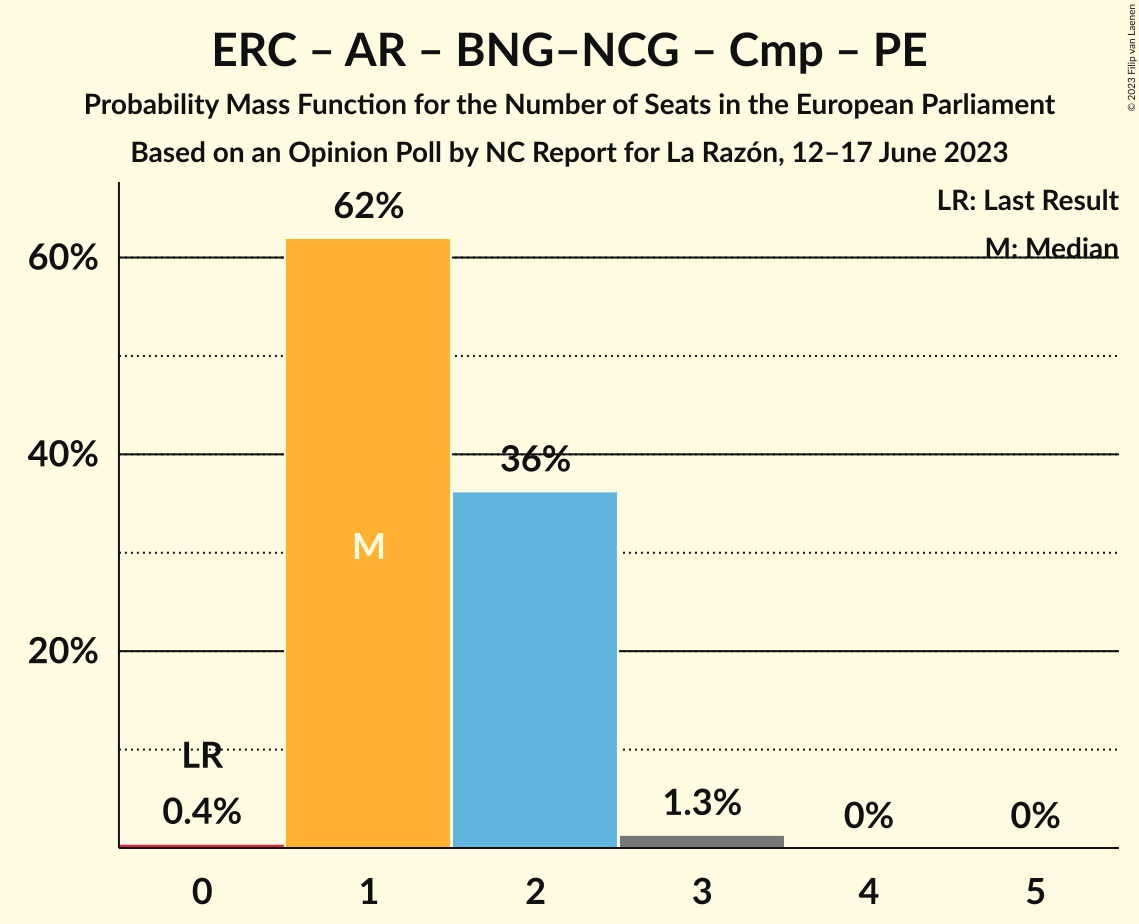 ERC – AR – BNG–NCG – Cmp – PE
Probability Mass Function for the Number of Seats in the European Parliament
Based on an Opinion Poll by NC Report for La Razón, 12–17 June 2023
© 2023 Filip van Laenen
LR: Last Result
M: Median
62%
60%
40%
36%
M
20%
LR
0.4%
1.3%
0%
0%
0
1
2
3
4
5